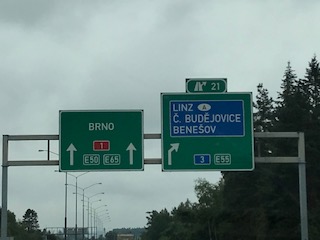 21
BRNO
1
E50 E65
LINZ A
Č. BUDĚJOVICE
BENEŠOV
3 E55